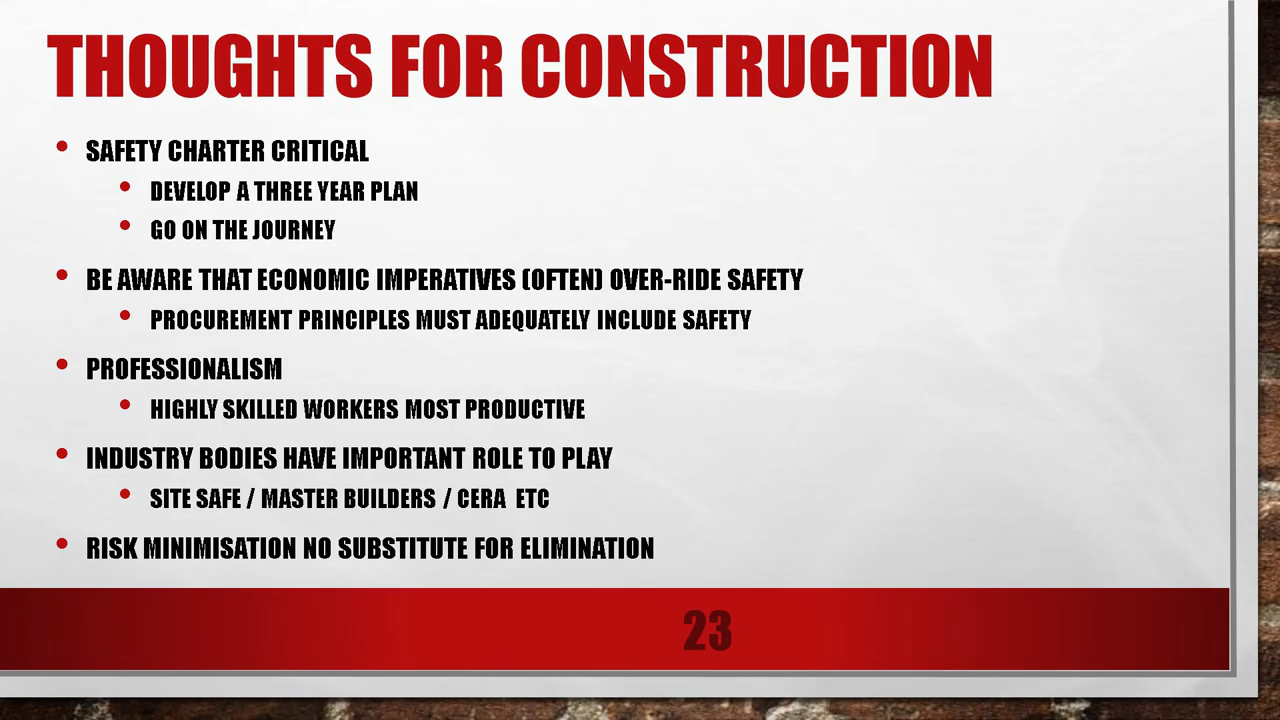 THOUGHTS FOR CONSTRUCTION
• SAFETY CHARTER CRITICAL
• DEVELOP A THREE YEAR PLAN
• GO ON THE JOURNEY
• BE AWARE THAT ECONOMIC IMPERATIVES (OFTEN) OVER-RIDE SAFETY
• PROCUREMENT PRINCIPLES MUST ADEQUATELY INCLUDE SAFETY
• PROFESSIONALISM
• HIGHLY SKILLED WORKERS MOST PRODUCTIVE
• INDUSTRY BODIES HAVE IMPORTANT ROLE TO PLAY
• SITE SAFE / MASTER BUILDERS / CERA ETC
• RISK MINIMISATION NO SUBSTITUTE FOR ELIMINATION
23